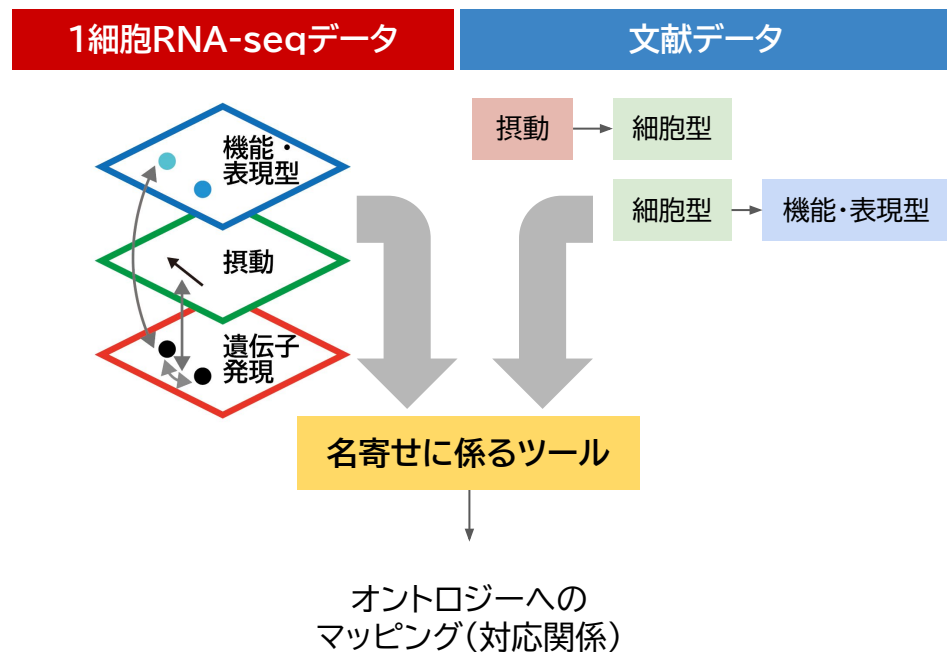 1細胞RNA-seqデータ
文献データ
機能・
表現型
摂動
遺伝子
発現
摂動
細胞型
細胞型
機能・表現型
名寄せに係るツール
オントロジーへの
マッピング(対応関係)